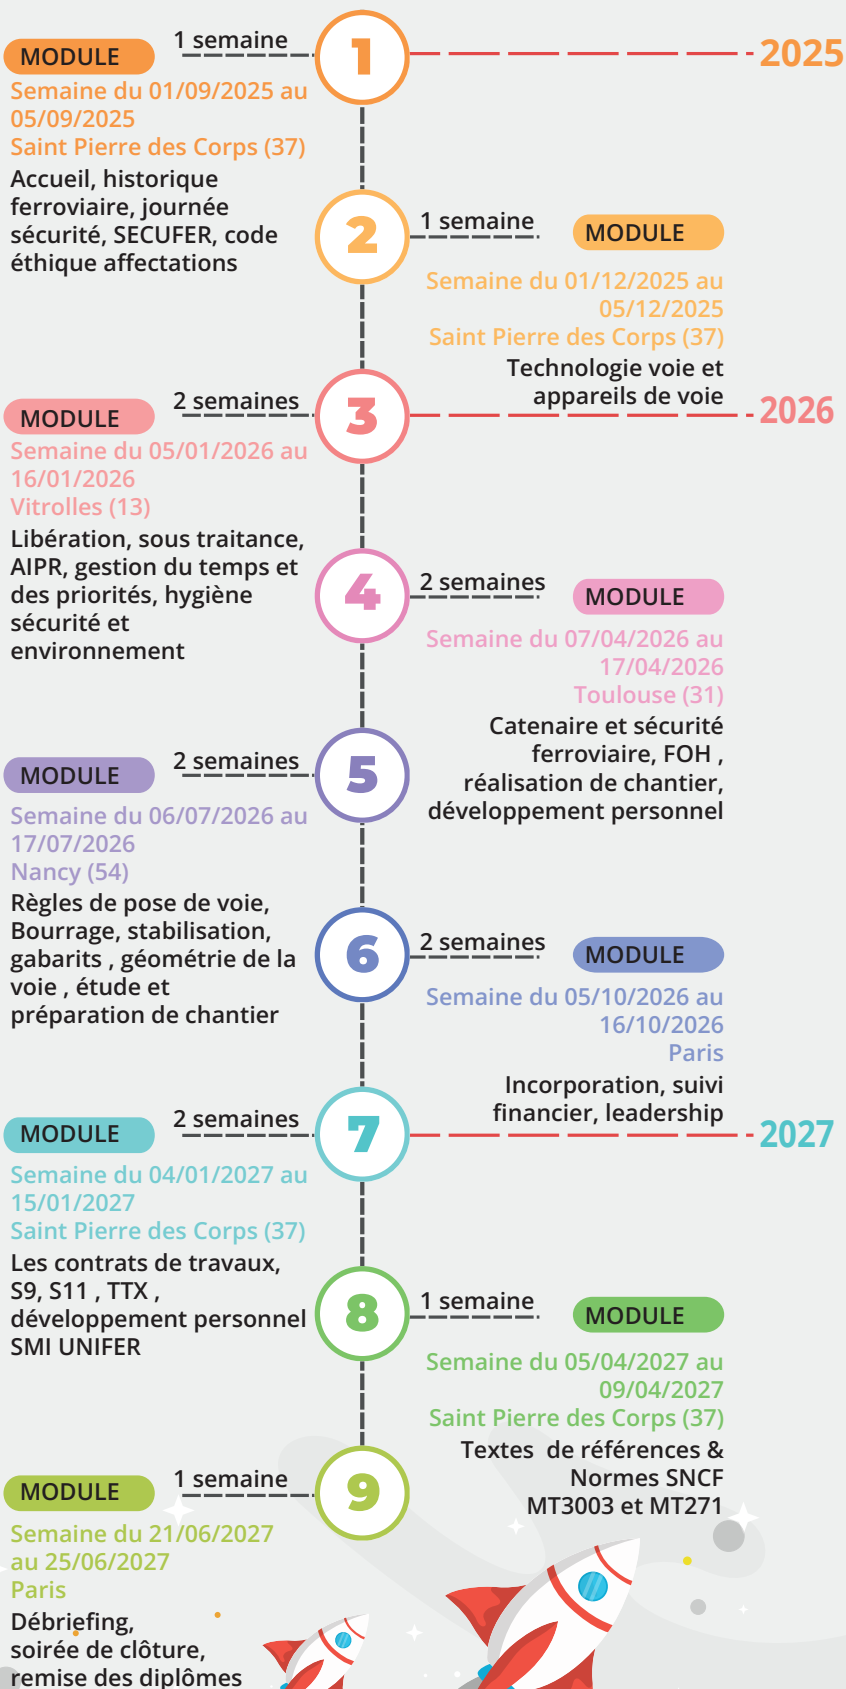 1 semaine
1
2025
MODULE
Semaine du 01/09/2025 au
05/09/2025
Saint Pierre des Corps (37)
Accueil, historique
ferroviaire, journée
sécurité, SECUFER, code
éthique affectations
2
1 semaine
MODULE
Semaine du 01/12/2025 au
05/12/2025
Saint Pierre des Corps (37)
Technologie voie et
appareils de voie
2 semaines
3
2026
MODULE
Semaine du 05/01/2026 au
16/01/2026
Vitrolles (13)
Libération, sous traitance,
AIPR, gestion du temps et
des priorités, hygiène
sécurité et
environnement
4
2 semaines
MODULE
Semaine du 07/04/2026 au
17/04/2026
Toulouse (31)
Catenaire et sécurité
ferroviaire, FOH ,
réalisation de chantier,
développement personnel
2 semaines
5
MODULE
Semaine du 06/07/2026 au
17/07/2026
Nancy (54)
Règles de pose de voie,
Bourrage, stabilisation,
gabarits , géométrie de la
voie , étude et
préparation de chantier
6
2 semaines
MODULE
Semaine du 05/10/2026 au
16/10/2026
Paris
Incorporation, suivi
financier, leadership
2 semaines
7
2027
MODULE
Semaine du 04/01/2027 au
15/01/2027
Saint Pierre des Corps (37)
Les contrats de travaux,
S9, S11 , TTX ,
développement personnel
SMI UNIFER
8
1 semaine
MODULE
Semaine du 05/04/2027 au
09/04/2027
Saint Pierre des Corps (37)
Textes de références &
Normes SNCF
MT3003 et MT271
1 semaine
9
MODULE
Semaine du 21/06/2027
au 25/06/2027
Paris
Débriefing,
soirée de clôture,
remise des diplômes